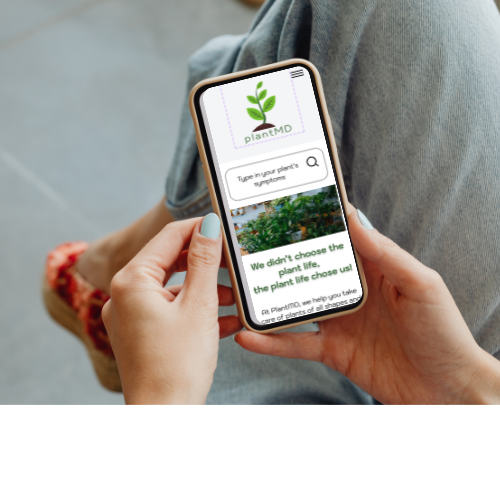 plantMD
Type in your plant's
symptoms
We didn't choose the
plant life,
the plant life chose us!
At PlantMD, we help you take
care of plants of all shapes and